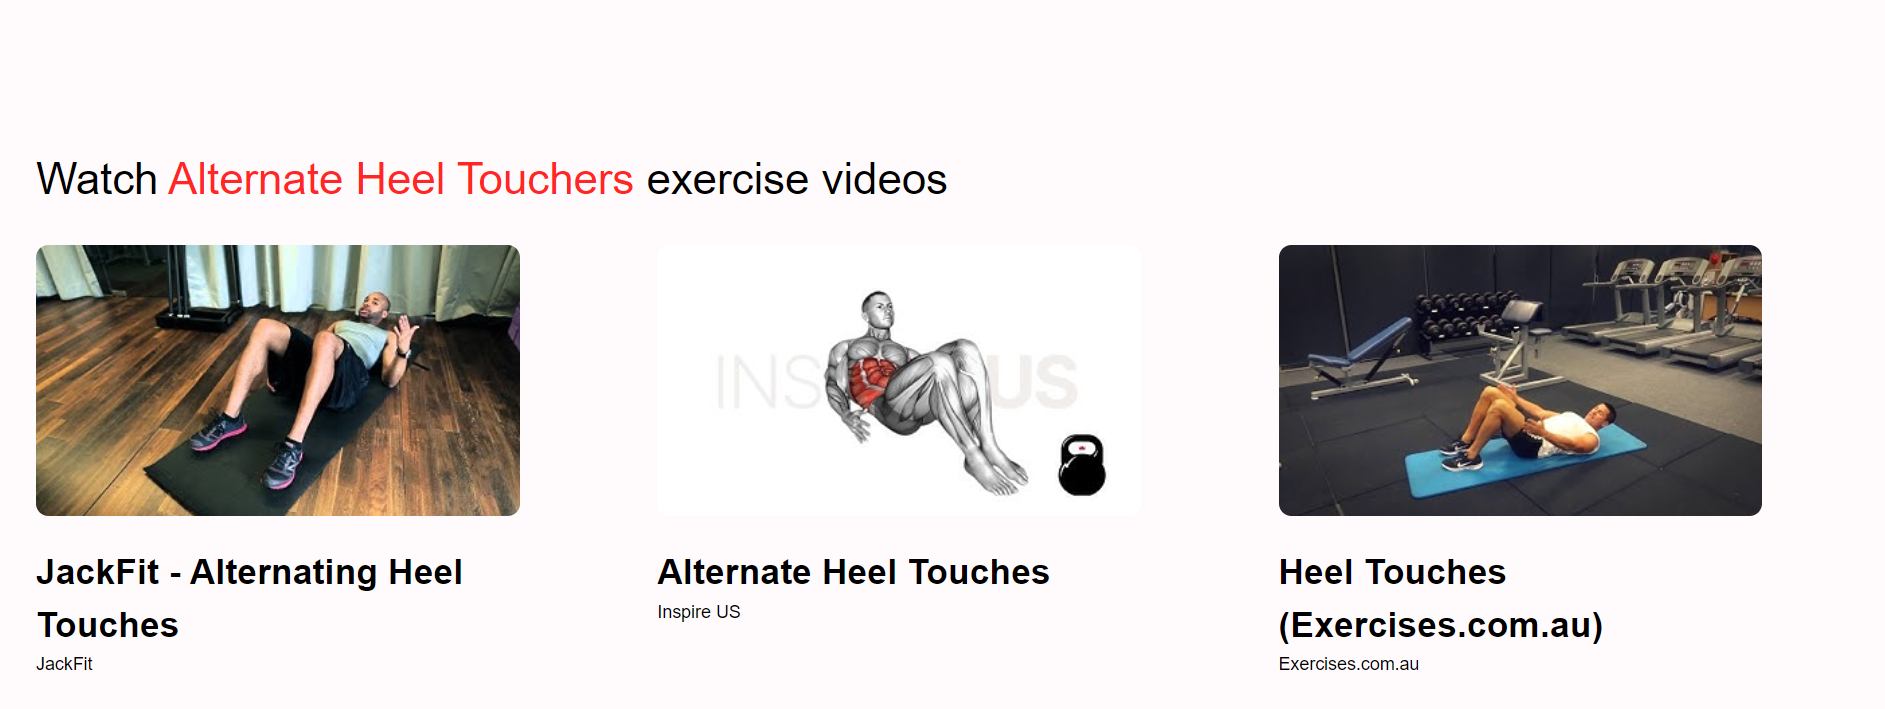 Watch Alternate Heel Touchers exercise videos
INSPIRE US
JackFit - Alternating Heel
Touches
JackFit
Alternate Heel Touches
Inspire US
Heel Touches
(Exercises.com.au)
Exercises.com.au